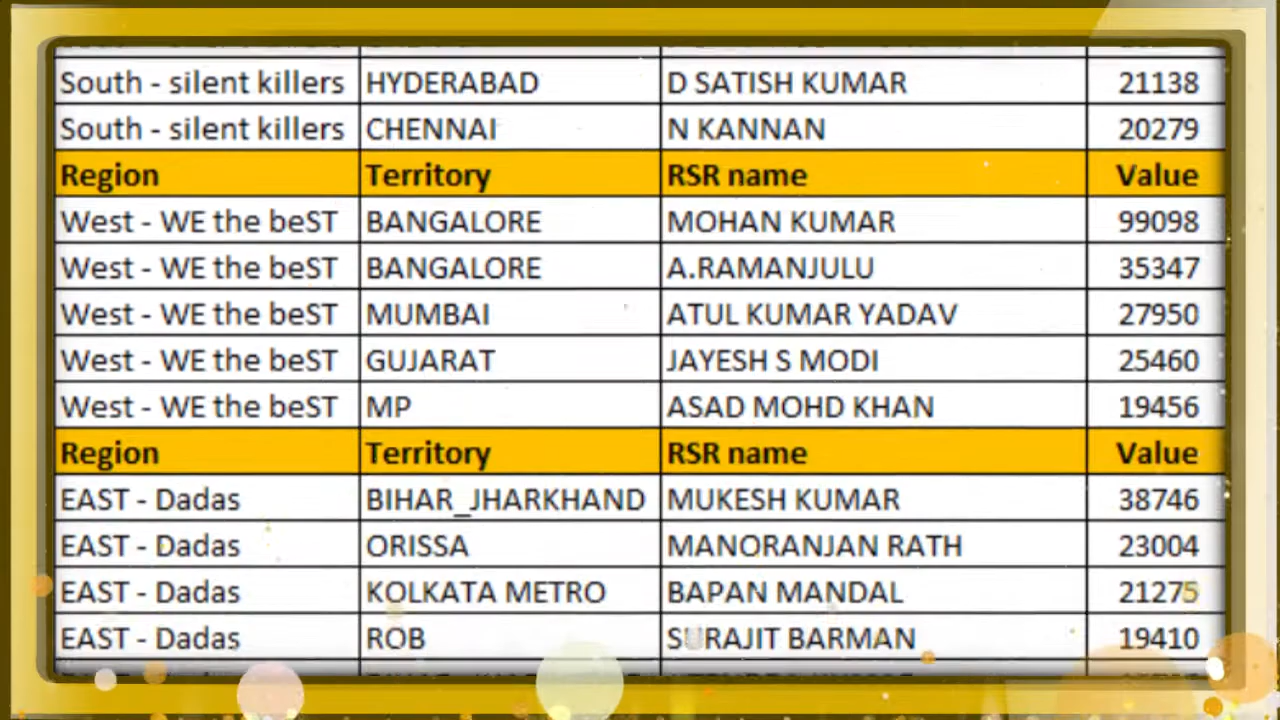 South - silent killers HYDERABAD D SATISH KUMAR 21138
South - silent killers CHENNAI N KANNAN 20279
Region Territory RSR name Value
West - WE the beST BANGALORE MOHAN KUMAR 99098
West - WE the beST BANGALORE A.RAMANJULU 35347
West - WE the beST MUMBAI ATUL KUMAR YADAV 27950
West - WE the beST GUJARAT JAYESH S MODI 25460
West - WE the beST MP ASAD MOHD KHAN 19456
Region Territory RSR name Value
EAST - Dadas BIHAR_JHARKHAND MUKESH KUMAR 38746
EAST - Dadas ORISSA MANORANJAN RATH 23004
EAST - Dadas KOLKATA METRO BAPAN MANDAL 21275
EAST - Dadas ROB SURAJIT BARMAN 19410